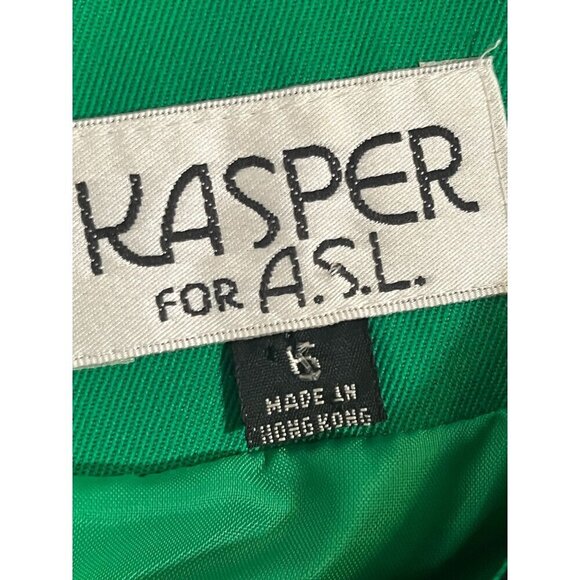 KASPER
FOR A.S.L.
MADE IN
HONG KONG